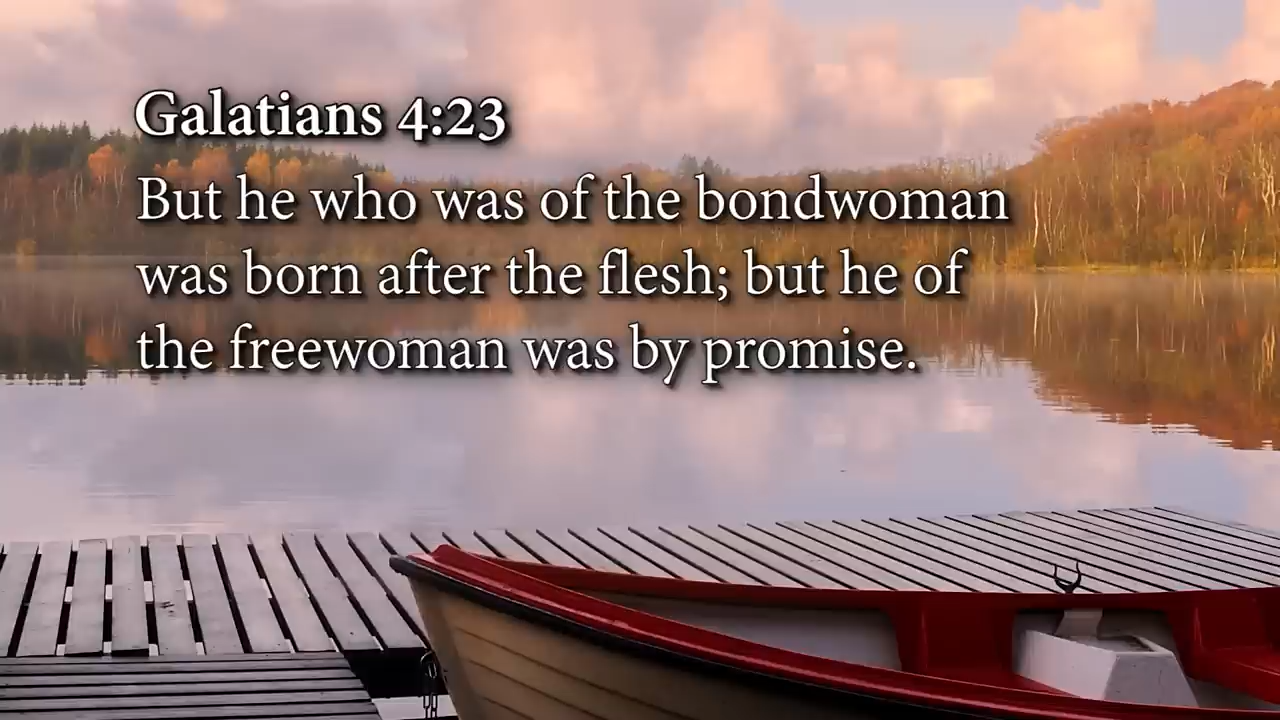 Galatians 4:23
But he who was of the bondwoman
was born after the flesh; but he of
the freewoman was by promise.